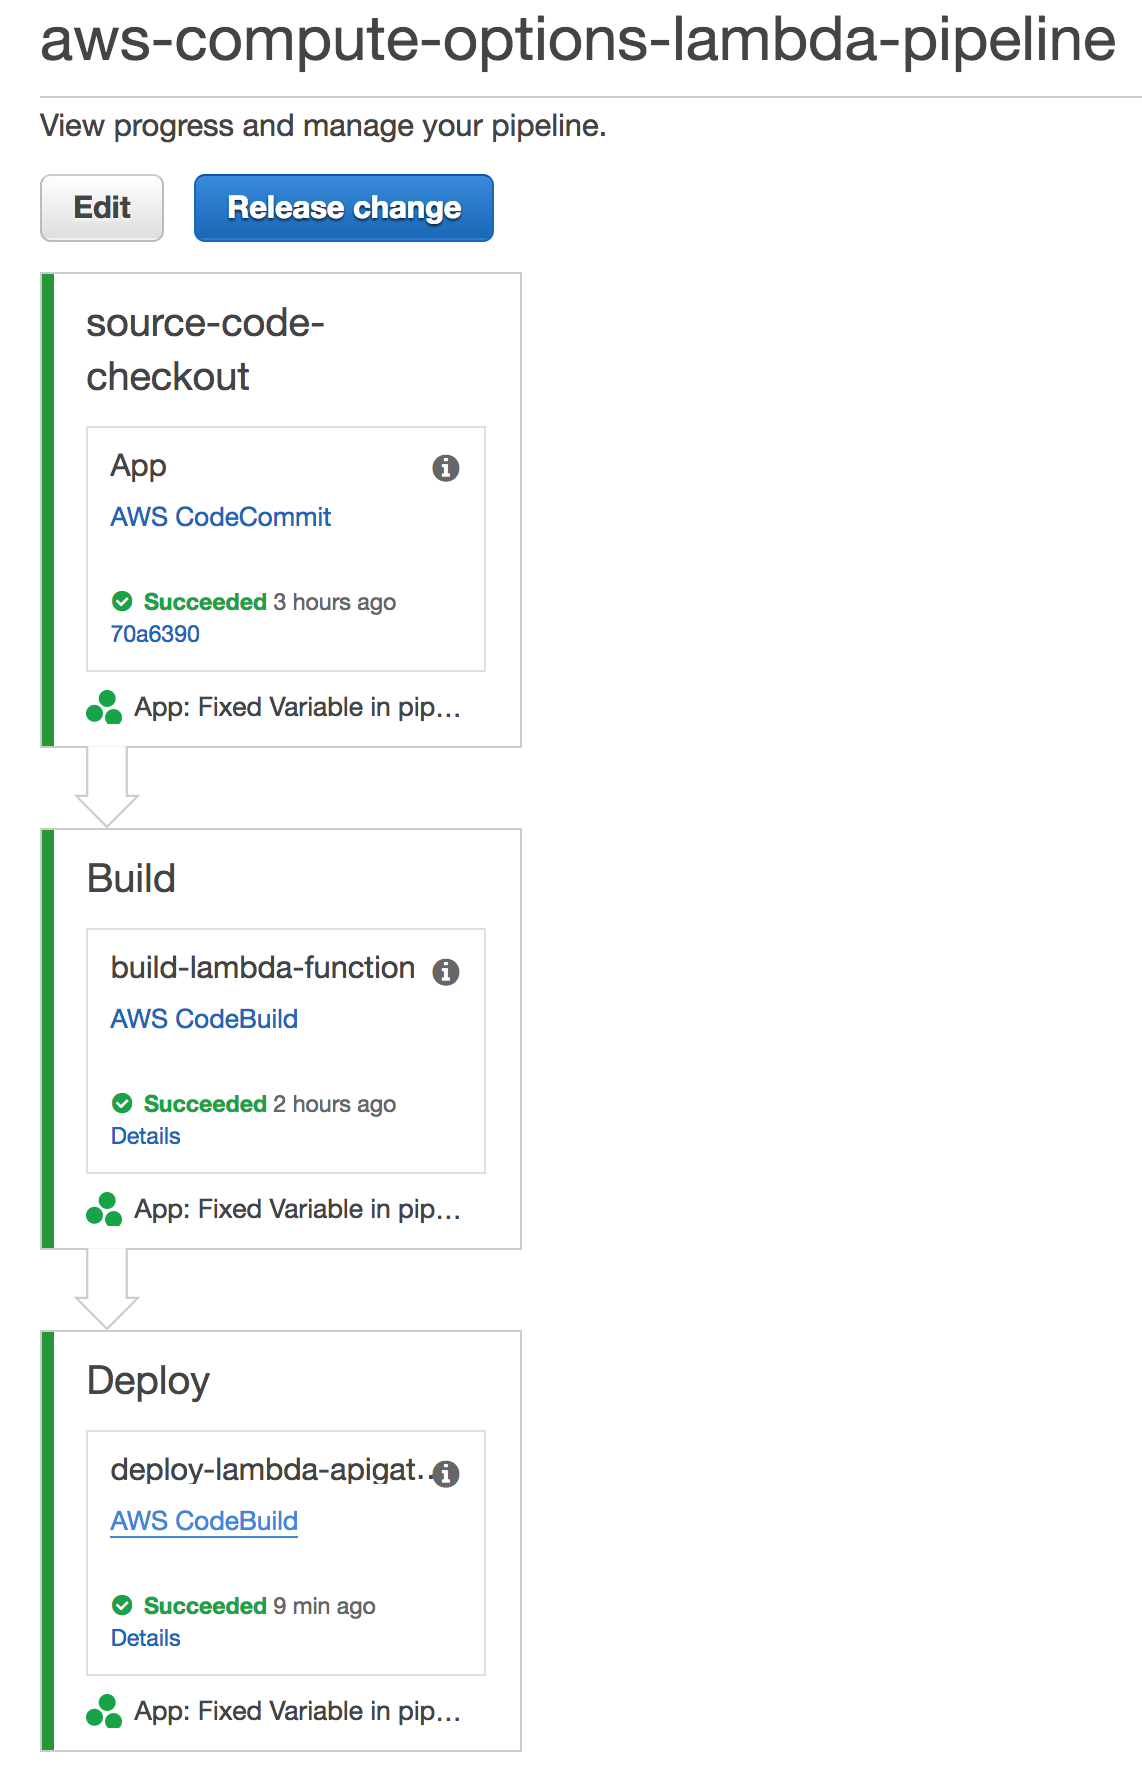 aws-compute-options-lambda-pipeline
View progress and manage your pipeline.
Edit
Release change
source-code-
checkout
App
AWS CodeCommit
Succeeded 3 hours ago
70a6390
App: Fixed Variable in pip...
Build
build-lambda-function
AWS CodeBuild
Succeeded 2 hours ago
Details
App: Fixed Variable in pip...
Deploy
deploy-lambda-apigat...
AWS CodeBuild
Succeeded 9 min ago
Details
App: Fixed Variable in pip...